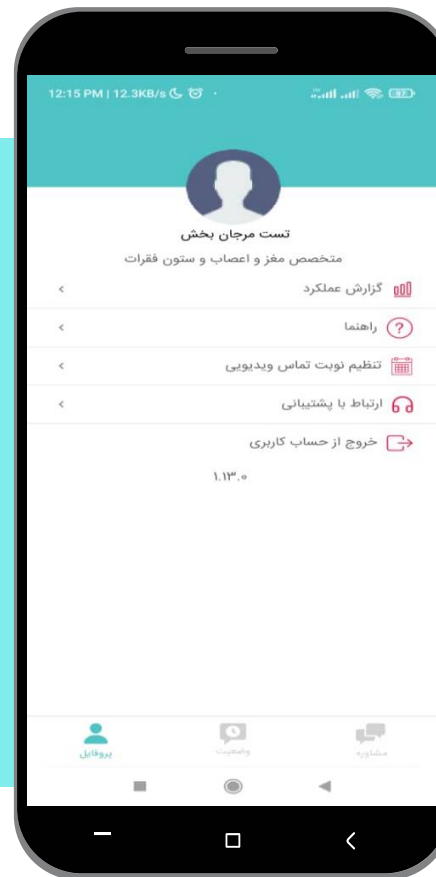 12:15 PM | 12.3KB/s
97
تست مرجان بخش
متخصص مغز و اعصاب و ستون فقرات
گزارش عملکرد
راهنما
تنظیم نوبت تماس ویدیویی
ارتباط با پشتیبانی
خروج از حساب کاربری
۱.۱۳.۰
مشاوره
وضعیت
پروفایل